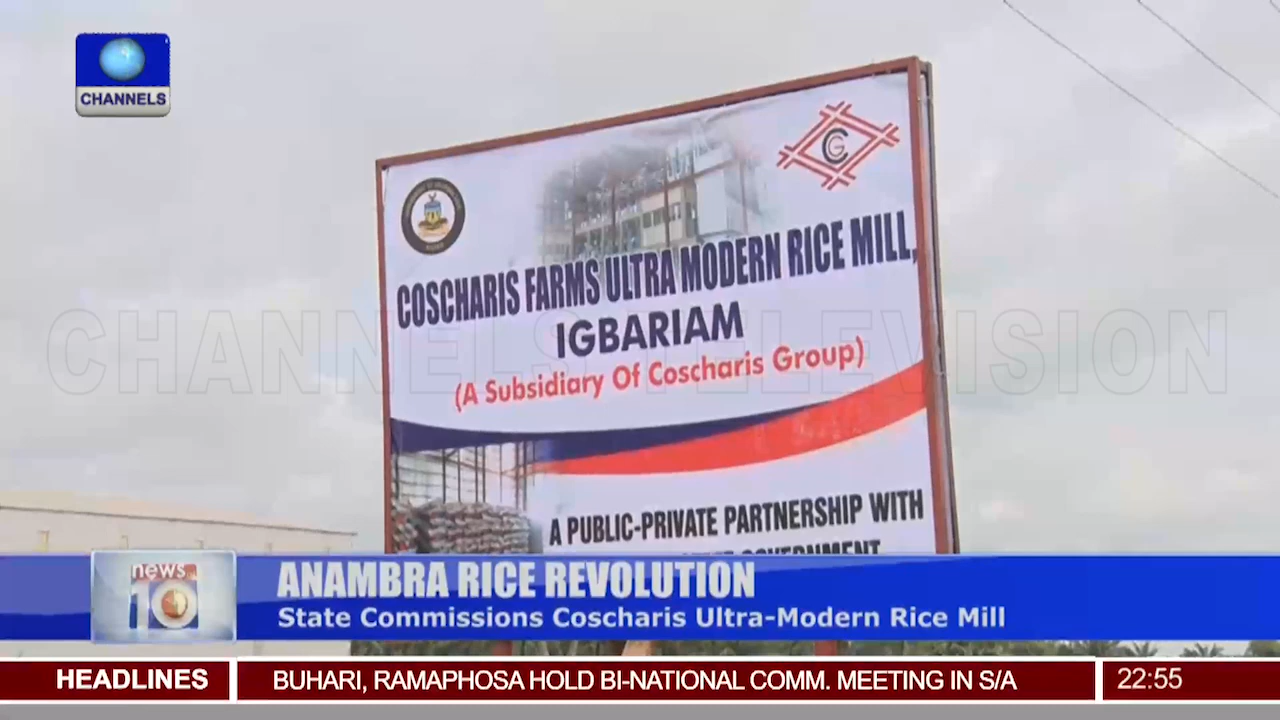 CHANNELS
CG
COSCHARIS FARMS ULTRA MODERN RICE MILL,
IGBARIAM
(A Subsidiary Of Coscharis Group)
CHANNELS TELEVISION
A PUBLIC-PRIVATE PARTNERSHIP WITH
GOVERNMENT
news
10
ANAMBRA RICE REVOLUTION
State Commissions Coscharis Ultra-Modern Rice Mill
HEADLINES
BUHARI, RAMAPHOSA HOLD BI-NATIONAL COMM. MEETING IN S/A
22:55